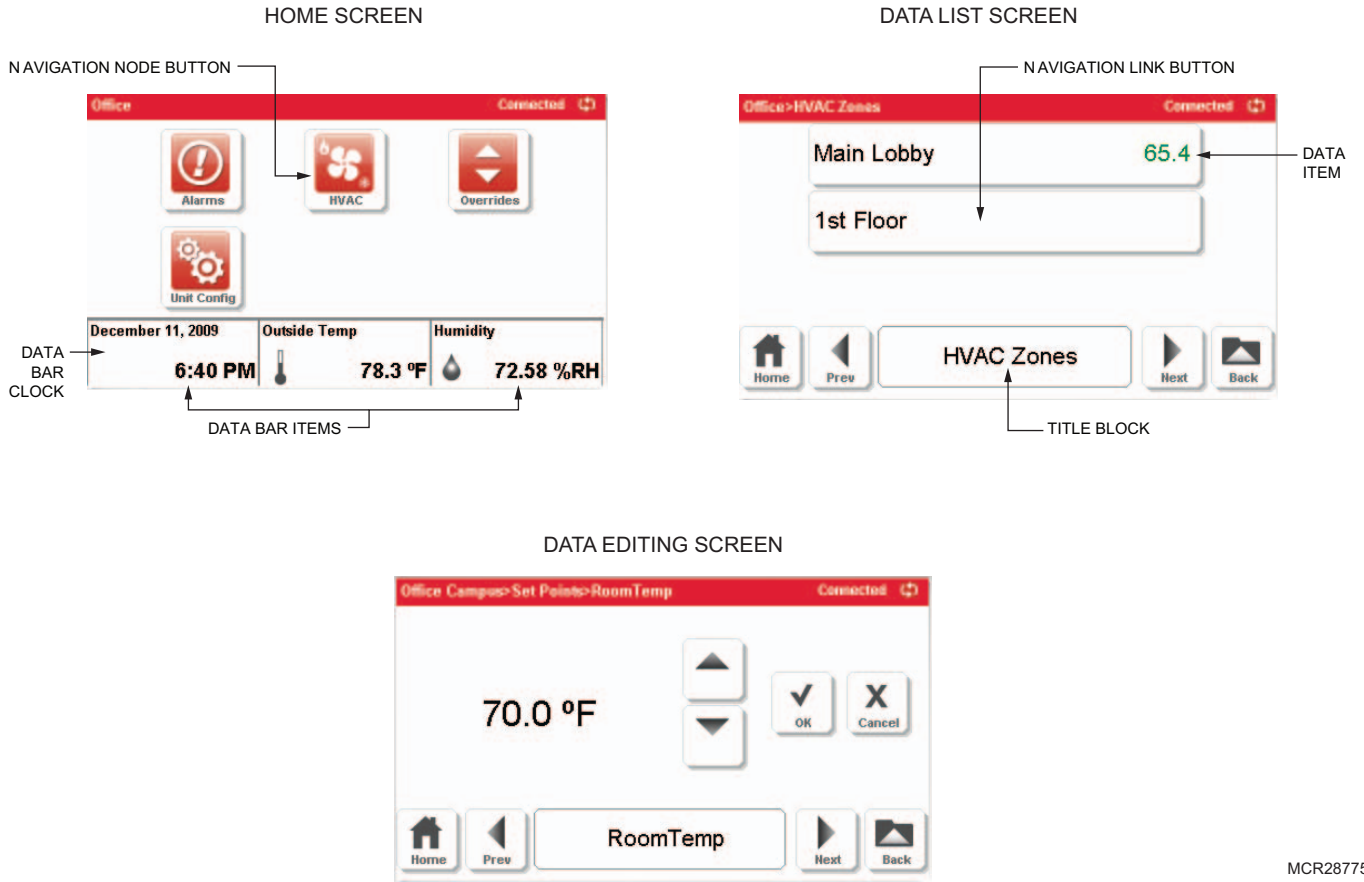 HOME SCREEN
NAVIGATION NODE BUTTON
Office Connected
Alarms
HVAC
Overrides
Unit Config
December 11, 2009
6:40 PM
Outside Temp
78.3 ºF
Humidity
72.58 %RH
DATA
BAR
CLOCK
DATA BAR ITEMS
DATA LIST SCREEN
NAVIGATION LINK BUTTON
Office>HVAC Zones Connected
Main Lobby 65.4
DATA
ITEM
1st Floor
Home
Prev
HVAC Zones
Next
Back
TITLE BLOCK
DATA EDITING SCREEN
Office Campus>Set Points>RoomTemp Connected
70.0 ºF
OK
Cancel
Home
Prev
RoomTemp
Next
Back
MCR28775